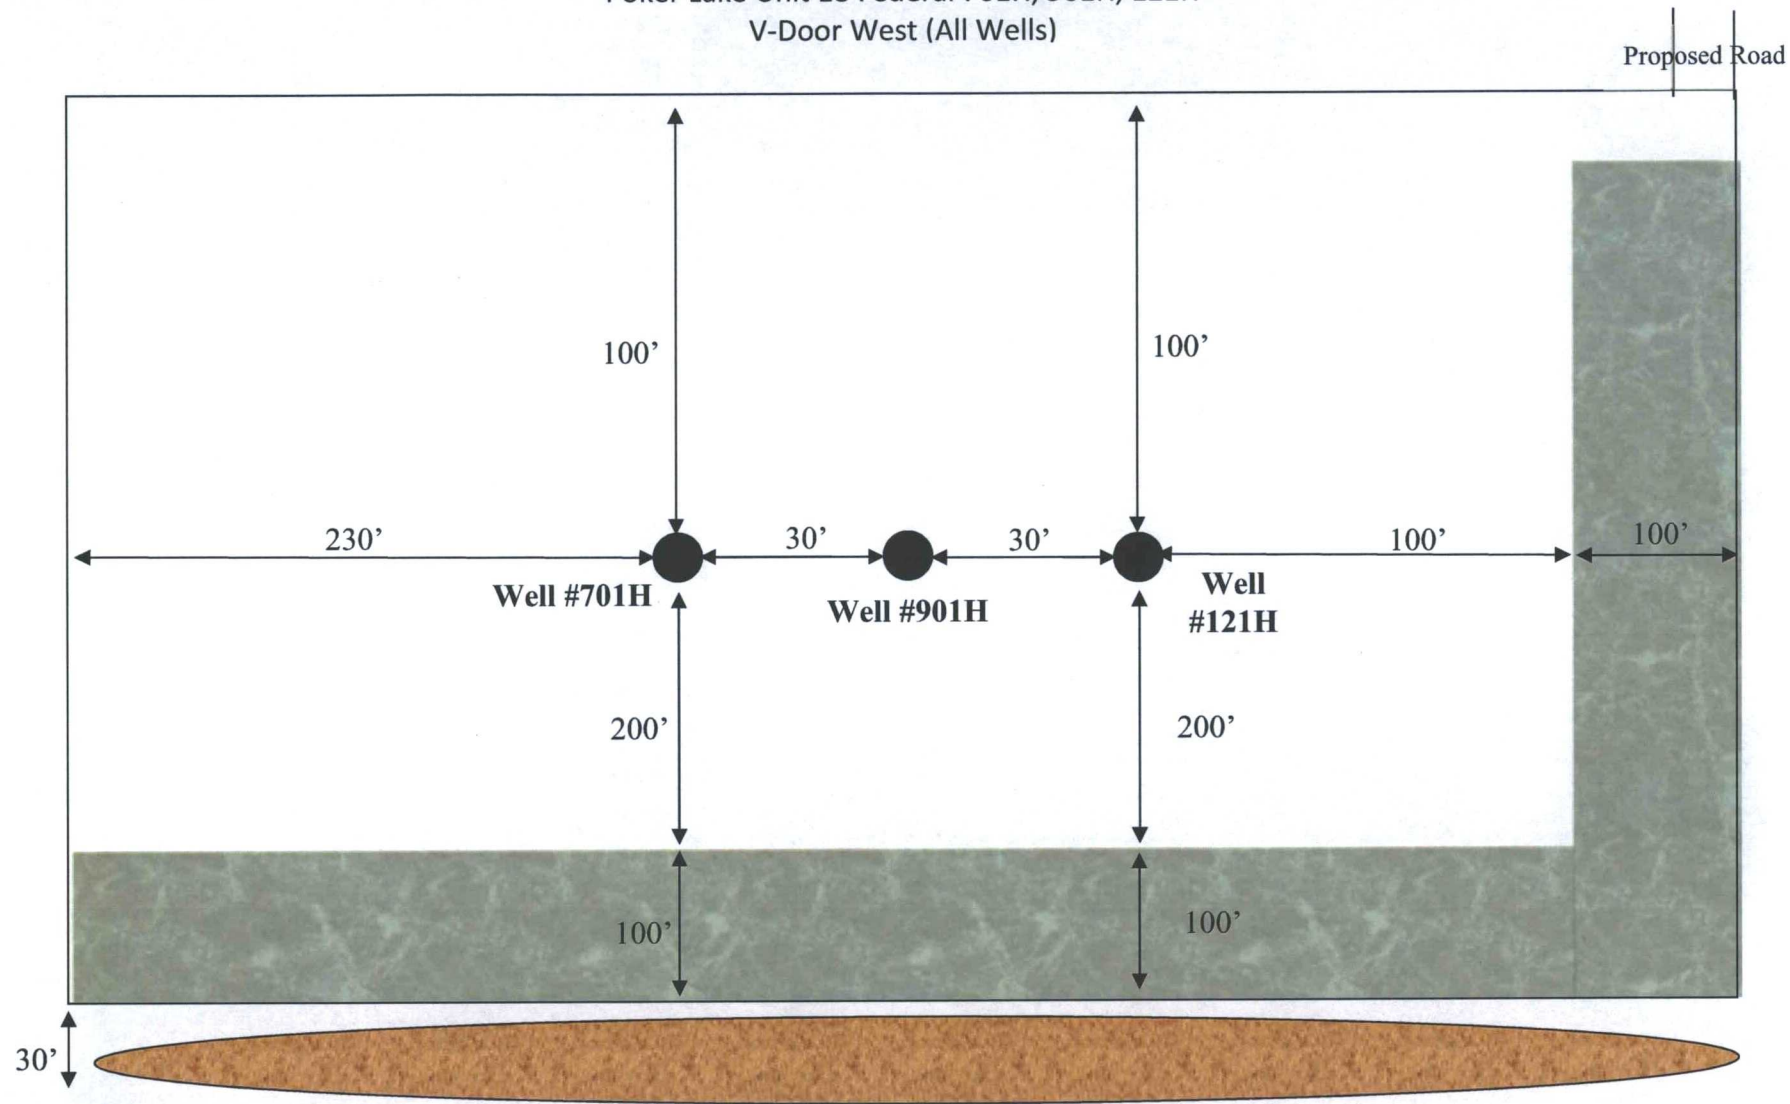 V-Door West (All Wells)
Proposed Road
100’
100’
230’
30’
30’
100’
100’
Well #701H
Well #901H
Well
#121H
200’
200’
100’
100’
30’